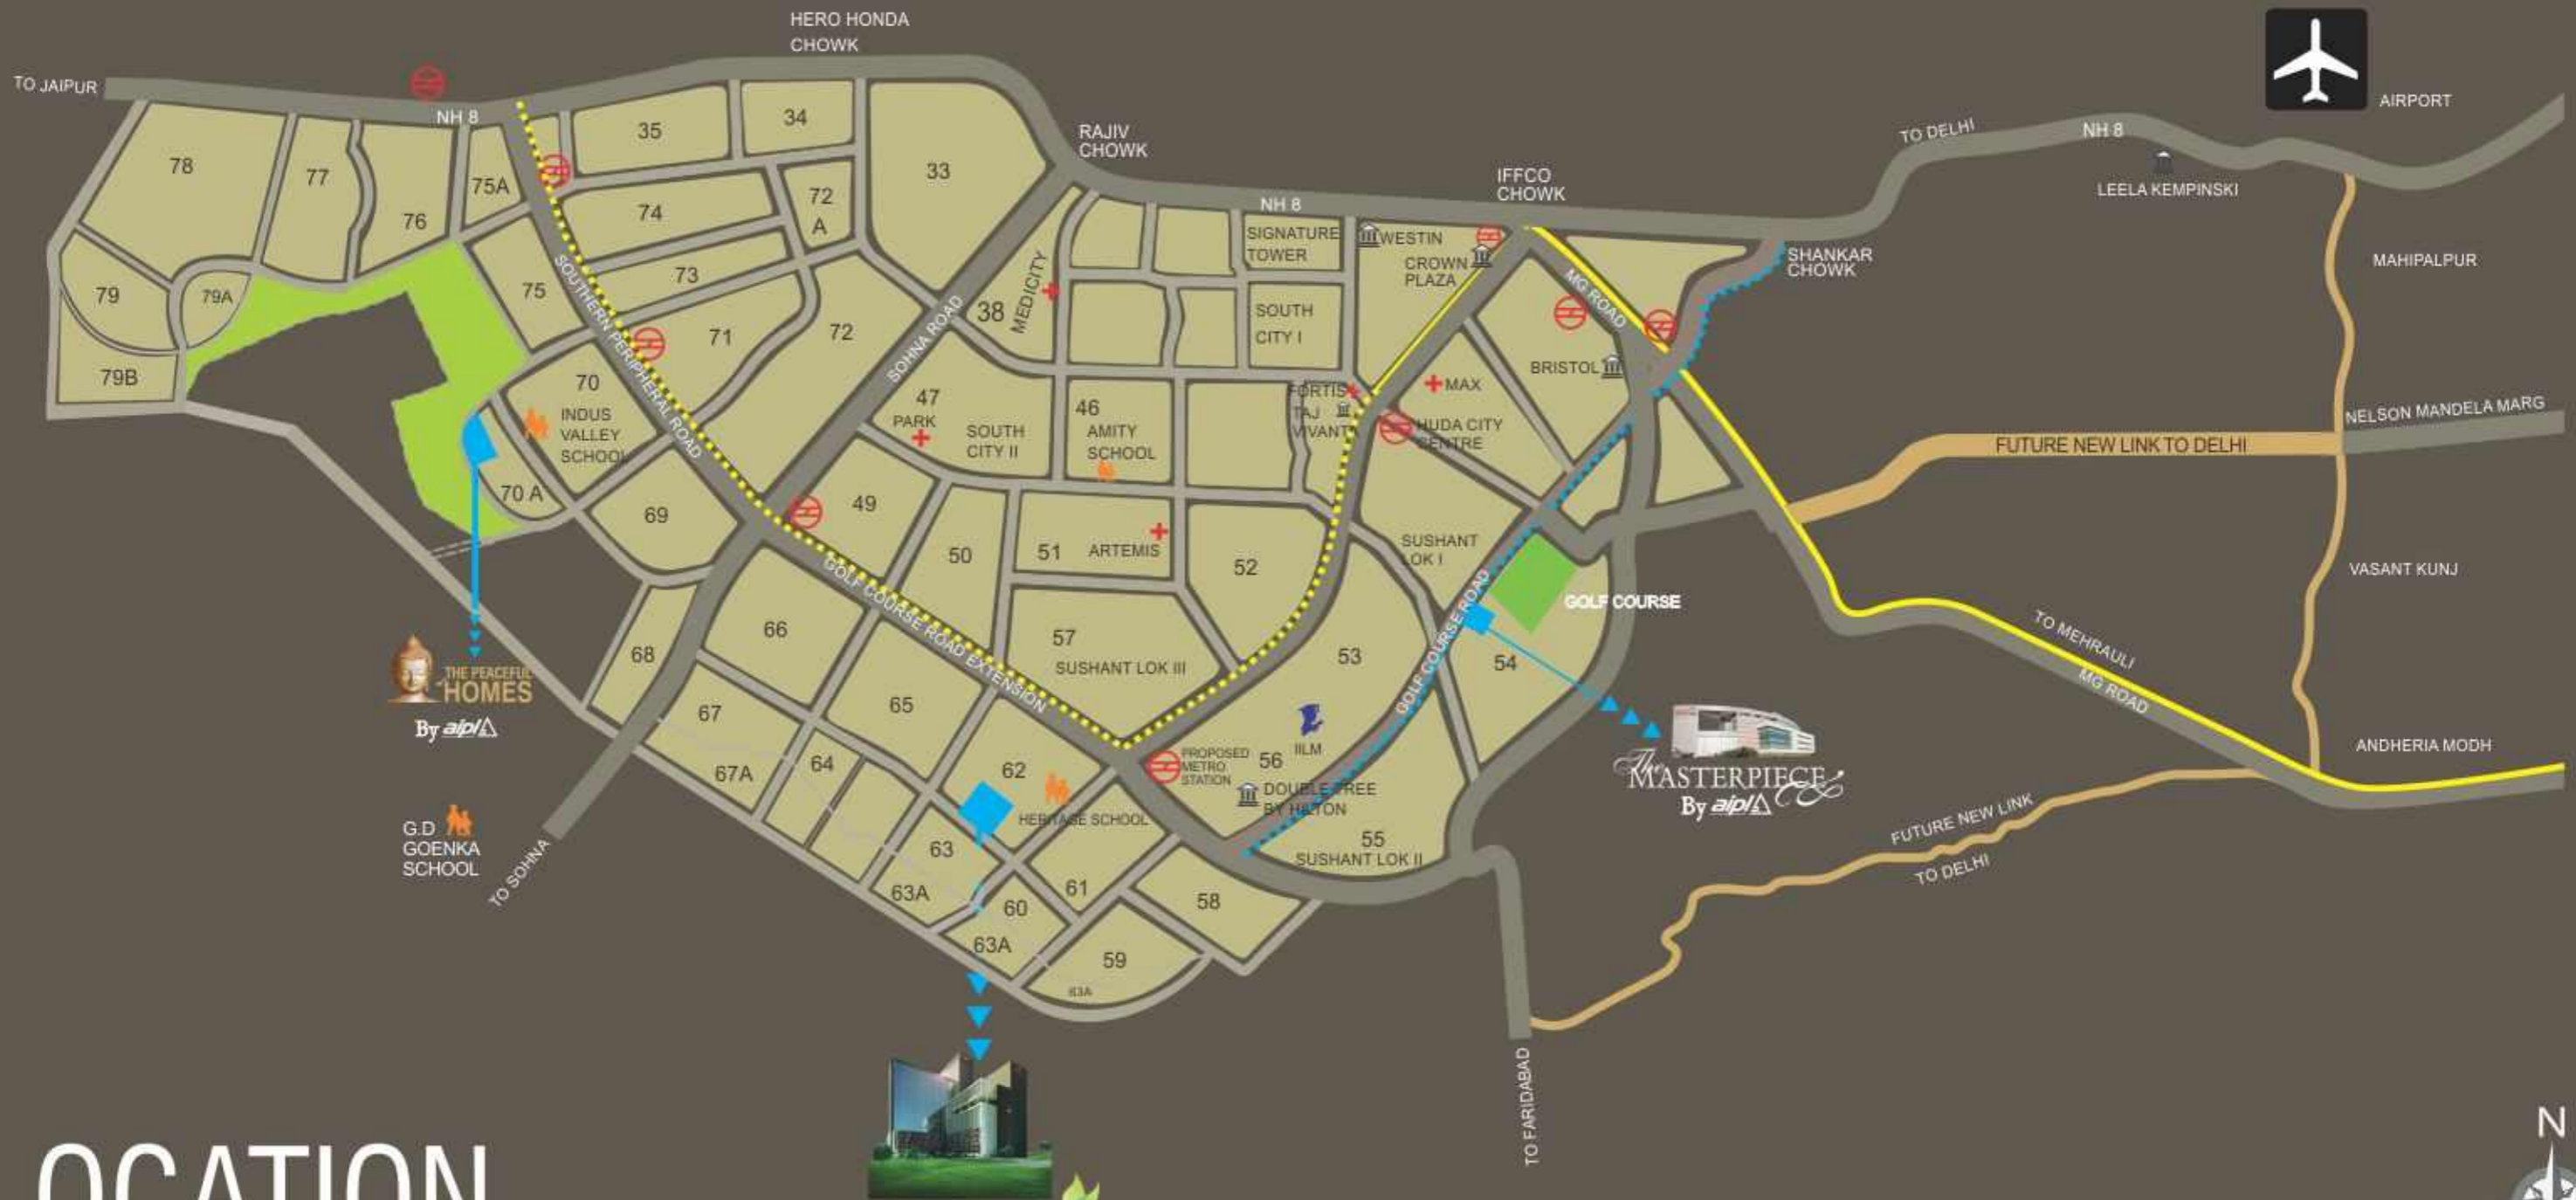 HERO HONDA
CHOWK
TO JAIPUR
NH 8
AIRPORT
RAJIV
CHOWK
TO DELHI
NH 8
LEELA KEMPINSKI
IFFCO
CHOWK
NH 8
SHANKAR
CHOWK
MAHIPALPUR
78
77
76
75A
35
34
33
74
72
A
73
75
79
79A
79B
71
72
38
MEDICITY
SIGNATURE
TOWER
WESTIN
CROWN
PLAZA
SOUTH
CITY I
MG ROAD
BRISTOL
SOUTHERN PERIPHERAL ROAD
SOHNA ROAD
70
INDUS
VALLEY
SCHOOL
70 A
69
47
PARK
SOUTH
CITY II
46
AMITY
SCHOOL
FORTIS
TAJ
VIVANTA
MAX
HUDA CITY
CENTRE
NELSON MANDELA MARG
FUTURE NEW LINK TO DELHI
49
50
51
ARTEMIS
52
SUSHANT
LOK I
VASANT KUNJ
GOLF COURSE
GOLF COURSE ROAD
GOLF COURSE ROAD EXTENSION
68
66
57
SUSHANT LOK III
53
54
TO MEHRAULI
MG ROAD
ANDHERIA MODH
THE PEACEFUL
HOMES
By aipl
67
65
67A
64
62
HERITAGE SCHOOL
PROPOSED
METRO
STATION
56
IILM
DOUBLE TREE
BY HILTON
55
SUSHANT LOK II
The
MASTERPIECE
By aipl
G.D
GOENKA
SCHOOL
TO SOHNA
63
63A
60
61
58
63A
59
63A
FUTURE NEW LINK
TO DELHI
TO FARIDABAD
N
OCATION